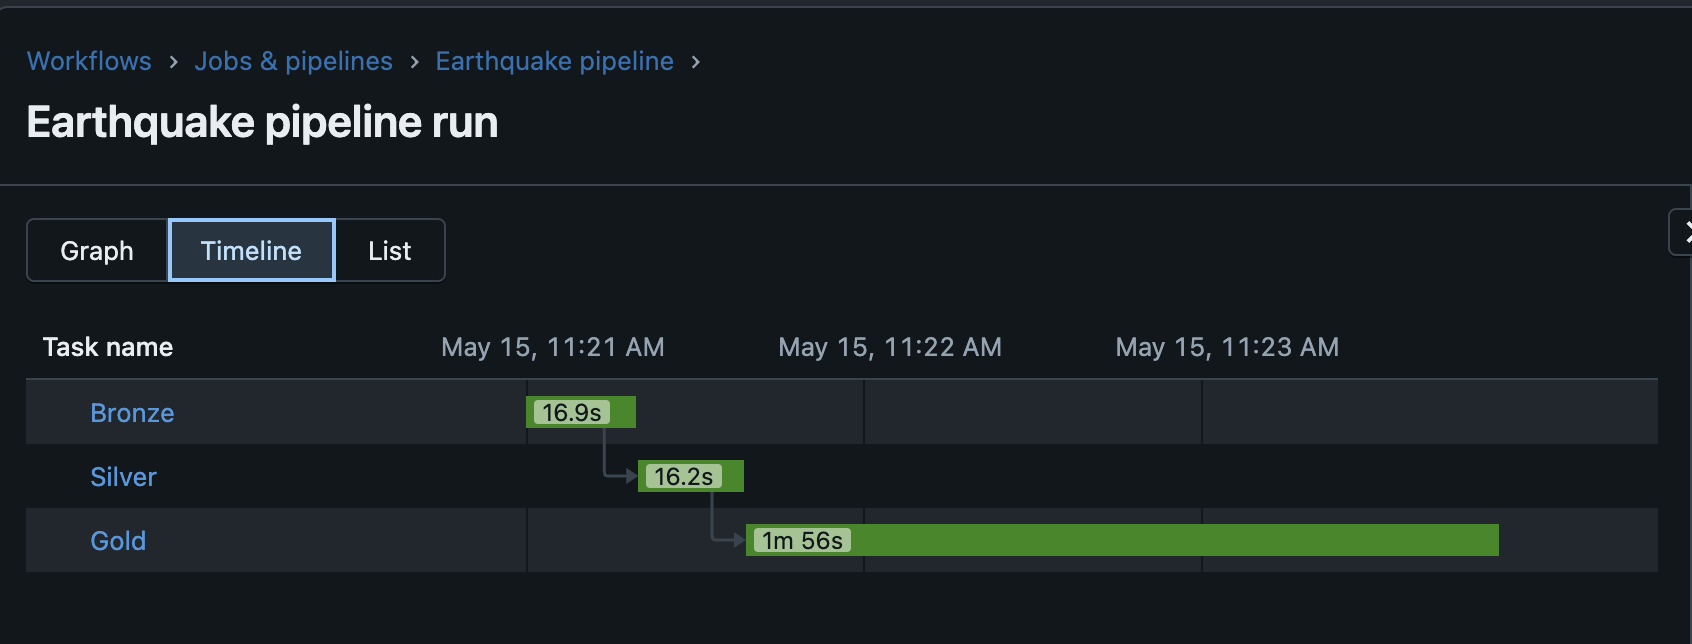 Workflows > Jobs & pipelines > Earthquake pipeline >
Earthquake pipeline run
Graph Timeline List
Task name May 15, 11:21 AM May 15, 11:22 AM May 15, 11:23 AM
Bronze 16.9s
Silver 16.2s
Gold 1m 56s